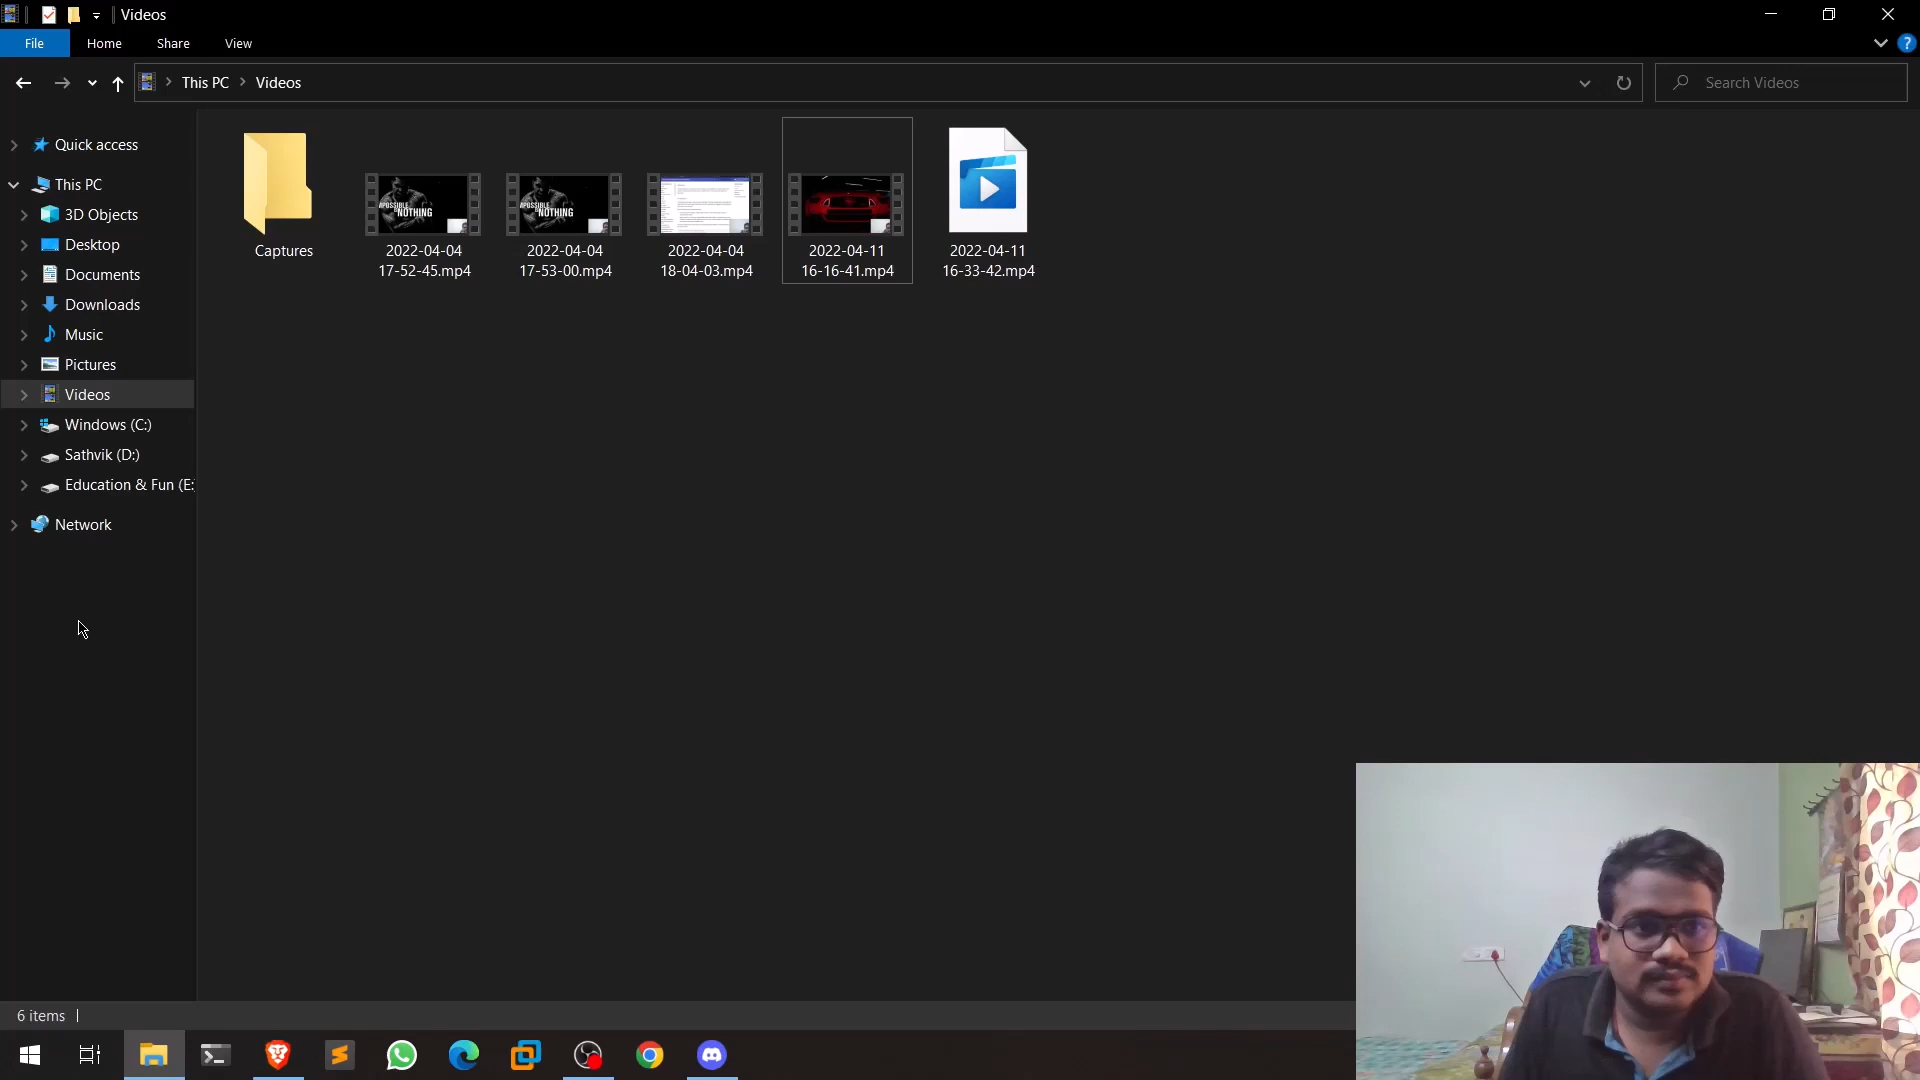 Videos
File Home Share View
This PC Videos
Search Videos
Quick access
This PC
3D Objects
Desktop
Documents
Downloads
Music
Pictures
Videos
Windows (C:)
Sathvik (D:)
Education & Fun (E:
Network
Captures
2022-04-04
17-52-45.mp4
2022-04-04
17-53-00.mp4
2022-04-04
18-04-03.mp4
2022-04-11
16-16-41.mp4
2022-04-11
16-33-42.mp4
NOTHING
NOTHING
6 items